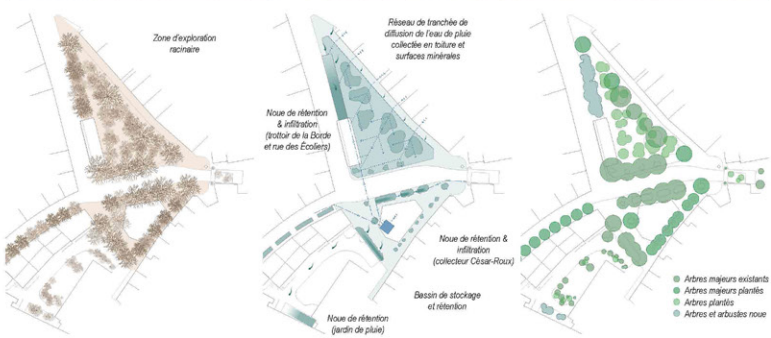 Zone d'exploration
racinaire
Réseau de tranchée de
diffusion de l'eau de pluie
collectée en toiture et
surfaces minérales
Noue de rétention
& infiltration
(trottoir de la Borde
et rue des Écoliers)
Noue de rétention &
infiltration
(collecteur César-Roux)
Bassin de stockage
et rétention
Noue de rétention
(jardin de pluie)
Arbres majeurs existants
Arbres majeurs plantés
Arbres plantés
Arbres et arbustes noue